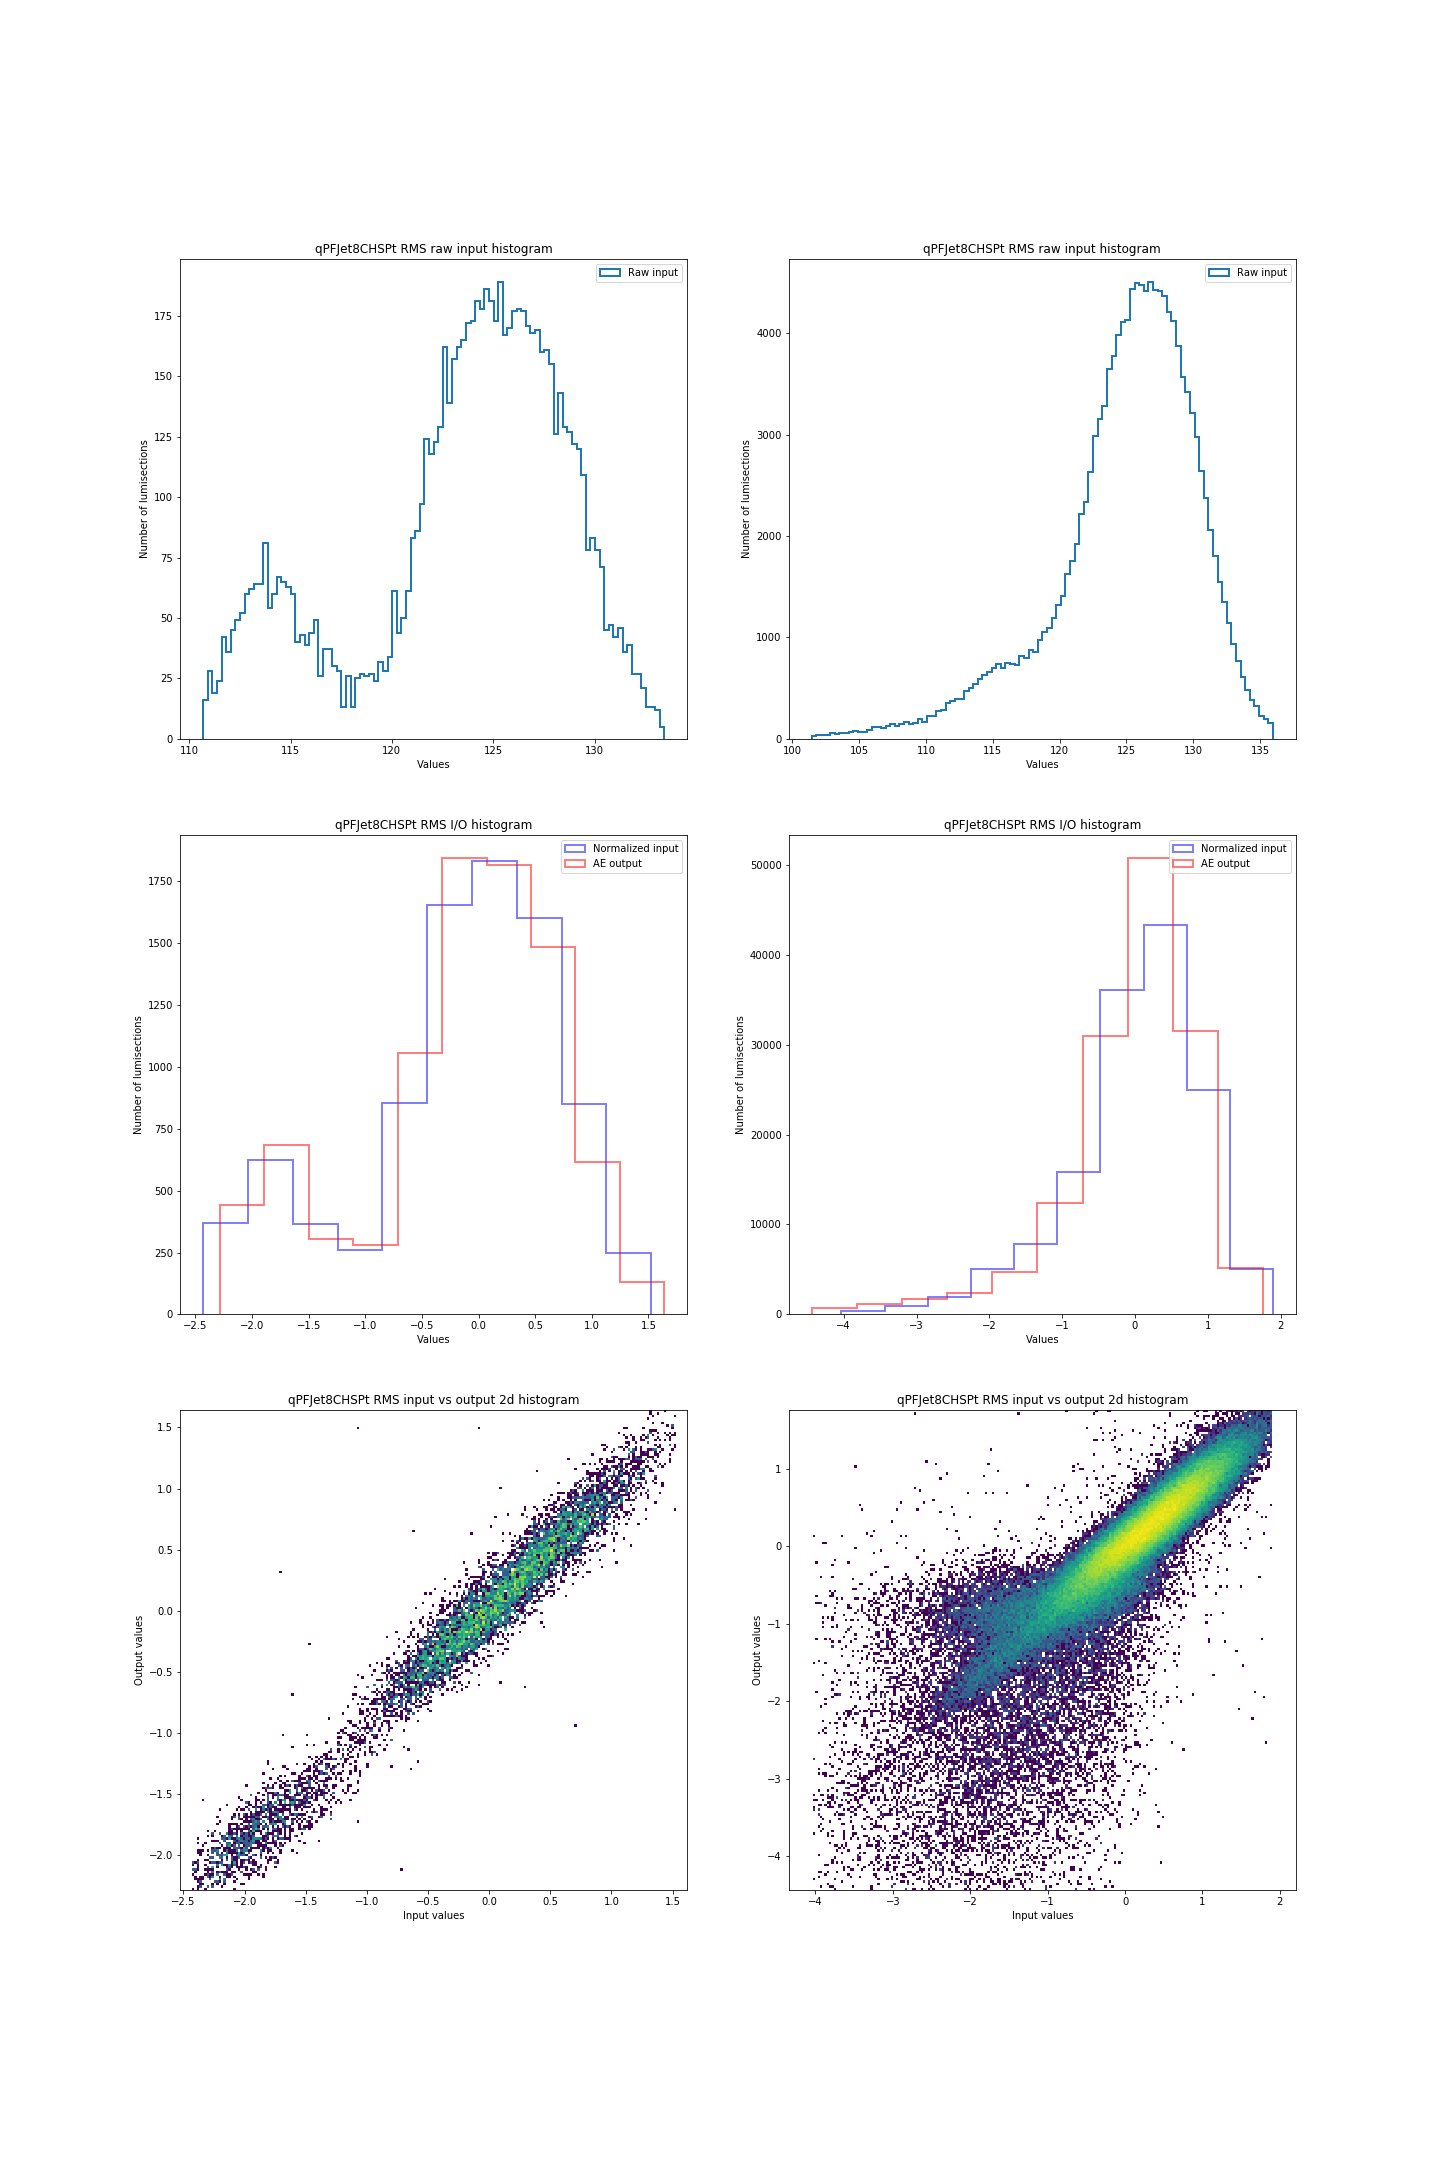 qPFJet8CHSPt RMS raw input histogram
Raw input
Number of lumisections
175
150
125
100
75
50
25
0
110 115 120 125 130
Values
qPFJet8CHSPt RMS raw input histogram
Raw input
Number of lumisections
4000
3000
2000
1000
0
100 105 110 115 120 125 130 135
Values
qPFJet8CHSPt RMS I/O histogram
Normalized input
AE output
Number of lumisections
1750
1500
1250
1000
750
500
250
0
−2.5 −2.0 −1.5 −1.0 −0.5 0.0 0.5 1.0 1.5
Values
qPFJet8CHSPt RMS I/O histogram
Normalized input
AE output
Number of lumisections
50000
40000
30000
20000
10000
0
−4 −3 −2 −1 0 1 2
Values
qPFJet8CHSPt RMS input vs output 2d histogram
Output values
1.5
1.0
0.5
0.0
−0.5
−1.0
−1.5
−2.0
−2.5 −2.0 −1.5 −1.0 −0.5 0.0 0.5 1.0 1.5
Input values
qPFJet8CHSPt RMS input vs output 2d histogram
Output values
1
0
−1
−2
−3
−4
−4 −3 −2 −1 0 1 2
Input values